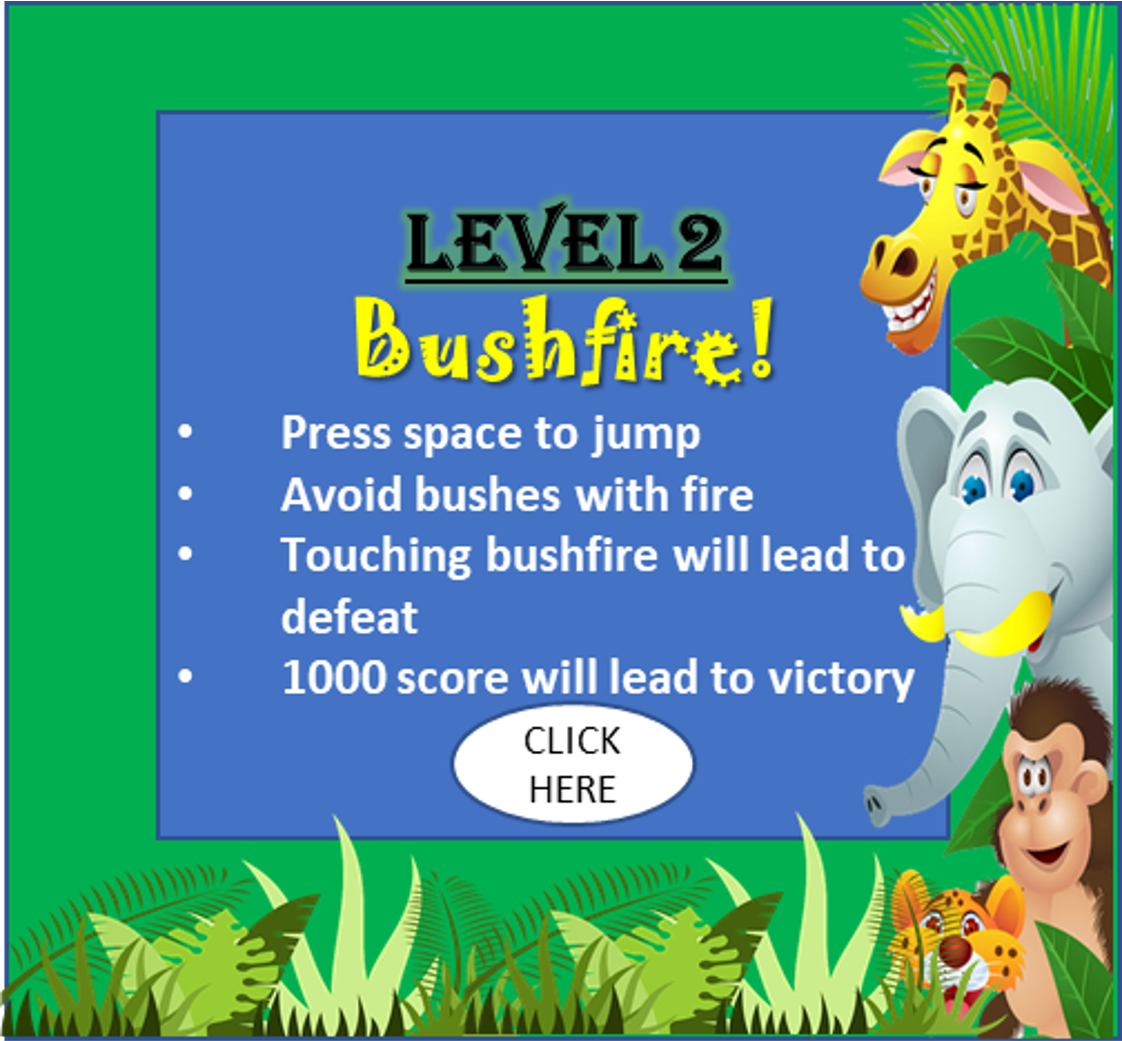 LEVEL 2
Bushfire!
• Press space to jump
• Avoid bushes with fire
• Touching bushfire will lead to
defeat
• 1000 score will lead to victory
CLICK
HERE